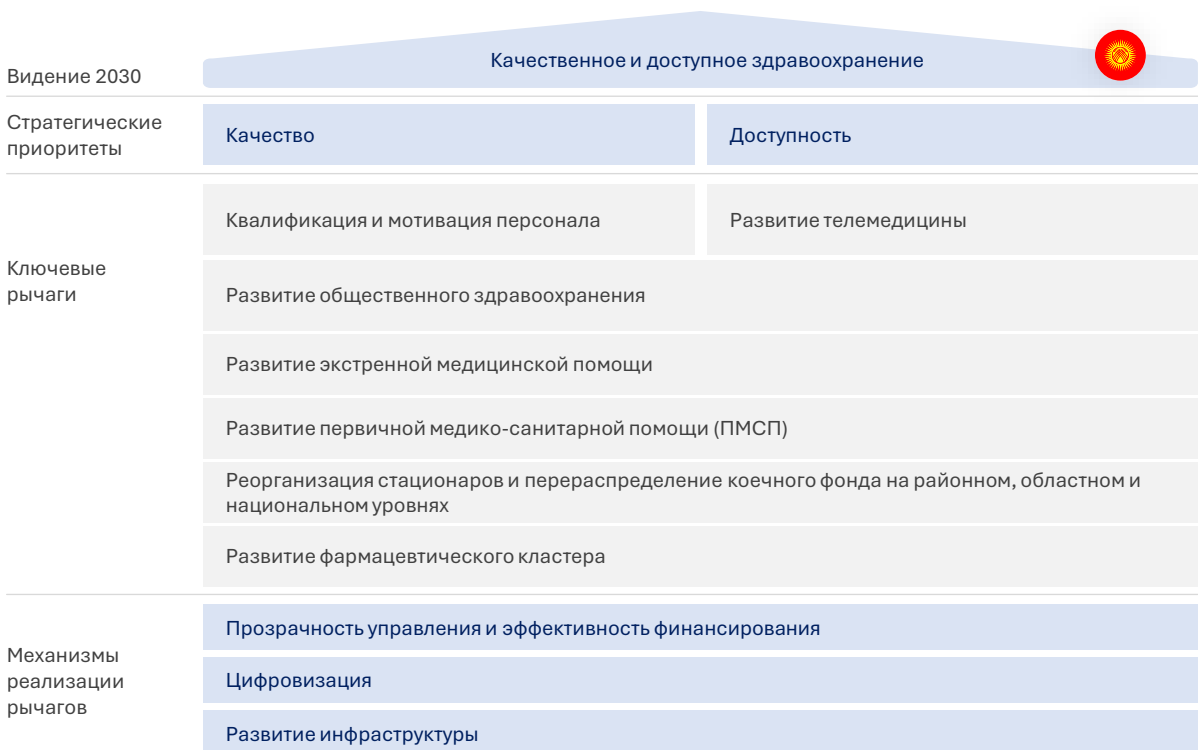 Видение 2030
Качественное и доступное здравоохранение
Стратегические
приоритеты
Качество
Доступность
Ключевые
рычаги
Квалификация и мотивация персонала
Развитие телемедицины
Развитие общественного здравоохранения
Развитие экстренной медицинской помощи
Развитие первичной медико-санитарной помощи (ПМСП)
Реорганизация стационаров и перераспределение коечного фонда на районном, областном и
национальном уровнях
Развитие фармацевтического кластера
Механизмы
реализации
рычагов
Прозрачность управления и эффективность финансирования
Цифровизация
Развитие инфраструктуры